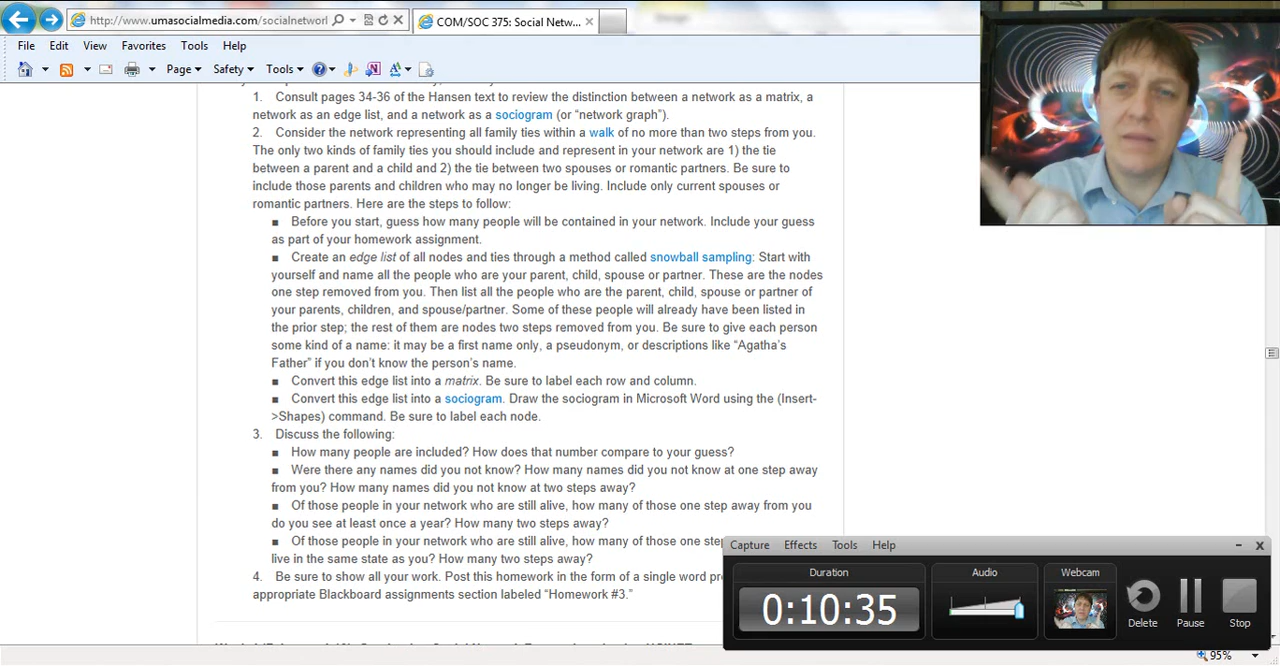 http://www.umasocialmedia.com/socialnetworl
COM/SOC 375: Social Netw...
File Edit View Favorites Tools Help
Page Safety Tools
1. Consult pages 34-36 of the Hansen text to review the distinction between a network as a matrix, a
network as an edge list, and a network as a sociogram (or “network graph”).
2. Consider the network representing all family ties within a walk of no more than two steps from you.
The only two kinds of family ties you should include and represent in your network are 1) the tie
between a parent and a child and 2) the tie between two spouses or romantic partners. Be sure to
include those parents and children who may no longer be living. Include only current spouses or
romantic partners. Here are the steps to follow:
■ Before you start, guess how many people will be contained in your network. Include your guess
as part of your homework assignment.
■ Create an edge list of all nodes and ties through a method called snowball sampling: Start with
yourself and name all the people who are your parent, child, spouse or partner. These are the nodes
one step removed from you. Then list all the people who are the parent, child, spouse or partner of
your parents, children, and spouse/partner. Some of these people will already have been listed in
the prior step; the rest of them are nodes two steps removed from you. Be sure to give each person
some kind of a name: it may be a first name only, a pseudonym, or descriptions like “Agatha’s
Father” if you don’t know the person’s name.
■ Convert this edge list into a matrix. Be sure to label each row and column.
■ Convert this edge list into a sociogram. Draw the sociogram in Microsoft Word using the (Insert-
>Shapes) command. Be sure to label each node.
3. Discuss the following:
■ How many people are included? How does that number compare to your guess?
■ Were there any names did you not know? How many names did you not know at one step away
from you? How many names did you not know at two steps away?
■ Of those people in your network who are still alive, how many of those one step away from you
do you see at least once a year? How many two steps away?
■ Of those people in your network who are still alive, how many of those one step
live in the same state as you? How many two steps away?
4. Be sure to show all your work. Post this homework in the form of a single word pr
appropriate Blackboard assignments section labeled “Homework #3.”
Capture Effects Tools Help
Duration Audio Webcam
0:10:35
Delete Pause Stop
95%